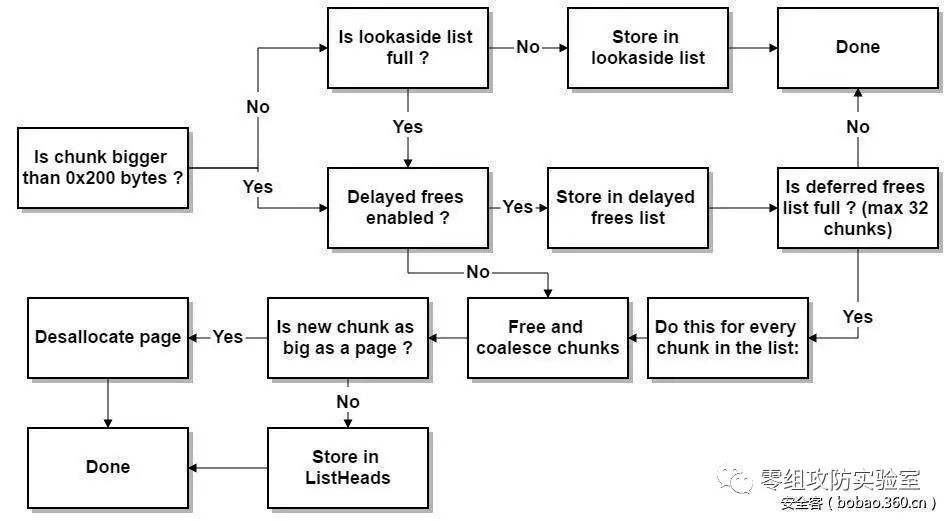 Is lookaside list
full ?
No
Store in
lookaside list
Done
No
Yes
No
Is chunk bigger
than 0x200 bytes ?
Yes
Delayed frees
enabled ?
Yes
Store in delayed
frees list
Is deferred frees
list full ? (max 32
chunks)
No
Yes
Desallocate page
Yes
Is new chunk as
big as a page ?
Free and
coalesce chunks
Do this for every
chunk in the list:
No
Done
Store in
ListHeads
零组攻防实验室
安全客（bobao.360.cn）